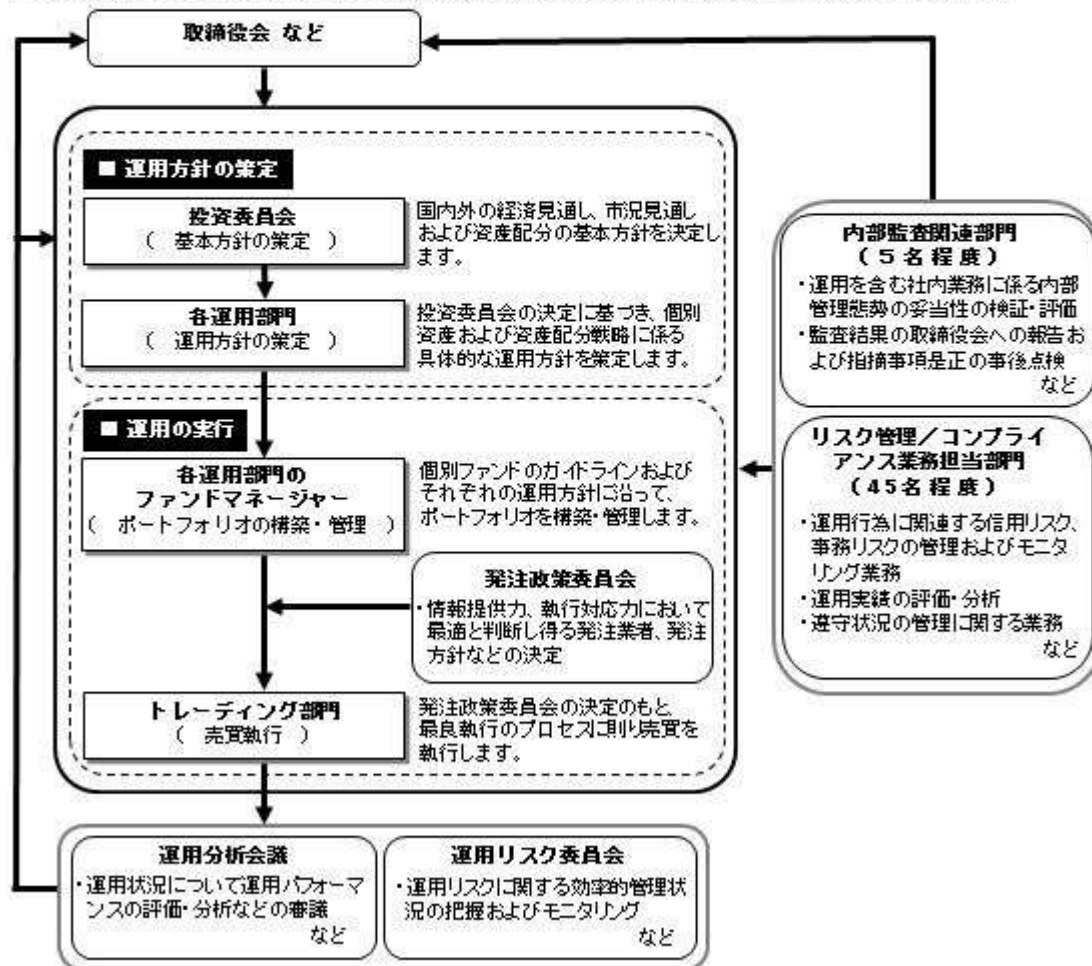 取締役会 など
■ 運用方針の策定
投資委員会
( 基本方針の策定 )
国内外の経済見通し、市況見通し
および資産配分の基本方針を決定し
ます。
各運用部門
( 運用方針の策定 )
投資委員会の決定に基づき、個別
資産および資産配分戦略に係る
具体的な運用方針を策定します。
■ 運用の実行
各運用部門の
ファンドマネージャー
( ポートフォリオの構築・管理 )
個別ファンドのガイドラインおよび
それぞれの運用方針に沿って、
ポートフォリオを構築・管理します。
発注政策委員会
・情報提供力、執行対応力において
最適と判断し得る発注業者、発注
方針などの決定
トレーディング部門
( 売買執行 )
発注政策委員会の決定のもと、
最良執行のプロセスに則り売買を
執行します。
内部監査関連部門
(5名程度)
・運用を含む社内業務に係る内部
管理態勢の妥当性の検証・評価
・監査結果の取締役会への報告お
よび指摘事項是正の事後点検
など
リスク管理/コンプライ
アンス業務担当部門
(45名程度)
・運用行為に関連する信用リスク、
事務リスクの管理およびモニタ
リング業務
・運用実績の評価・分析
・遵守状況の管理に関する業務
など
運用分析会議
・運用状況について運用パフォーマ
ンスの評価・分析などの審議
など
運用リスク委員会
・運用リスクに関する効率的管理状
況の把握およびモニタリング
など